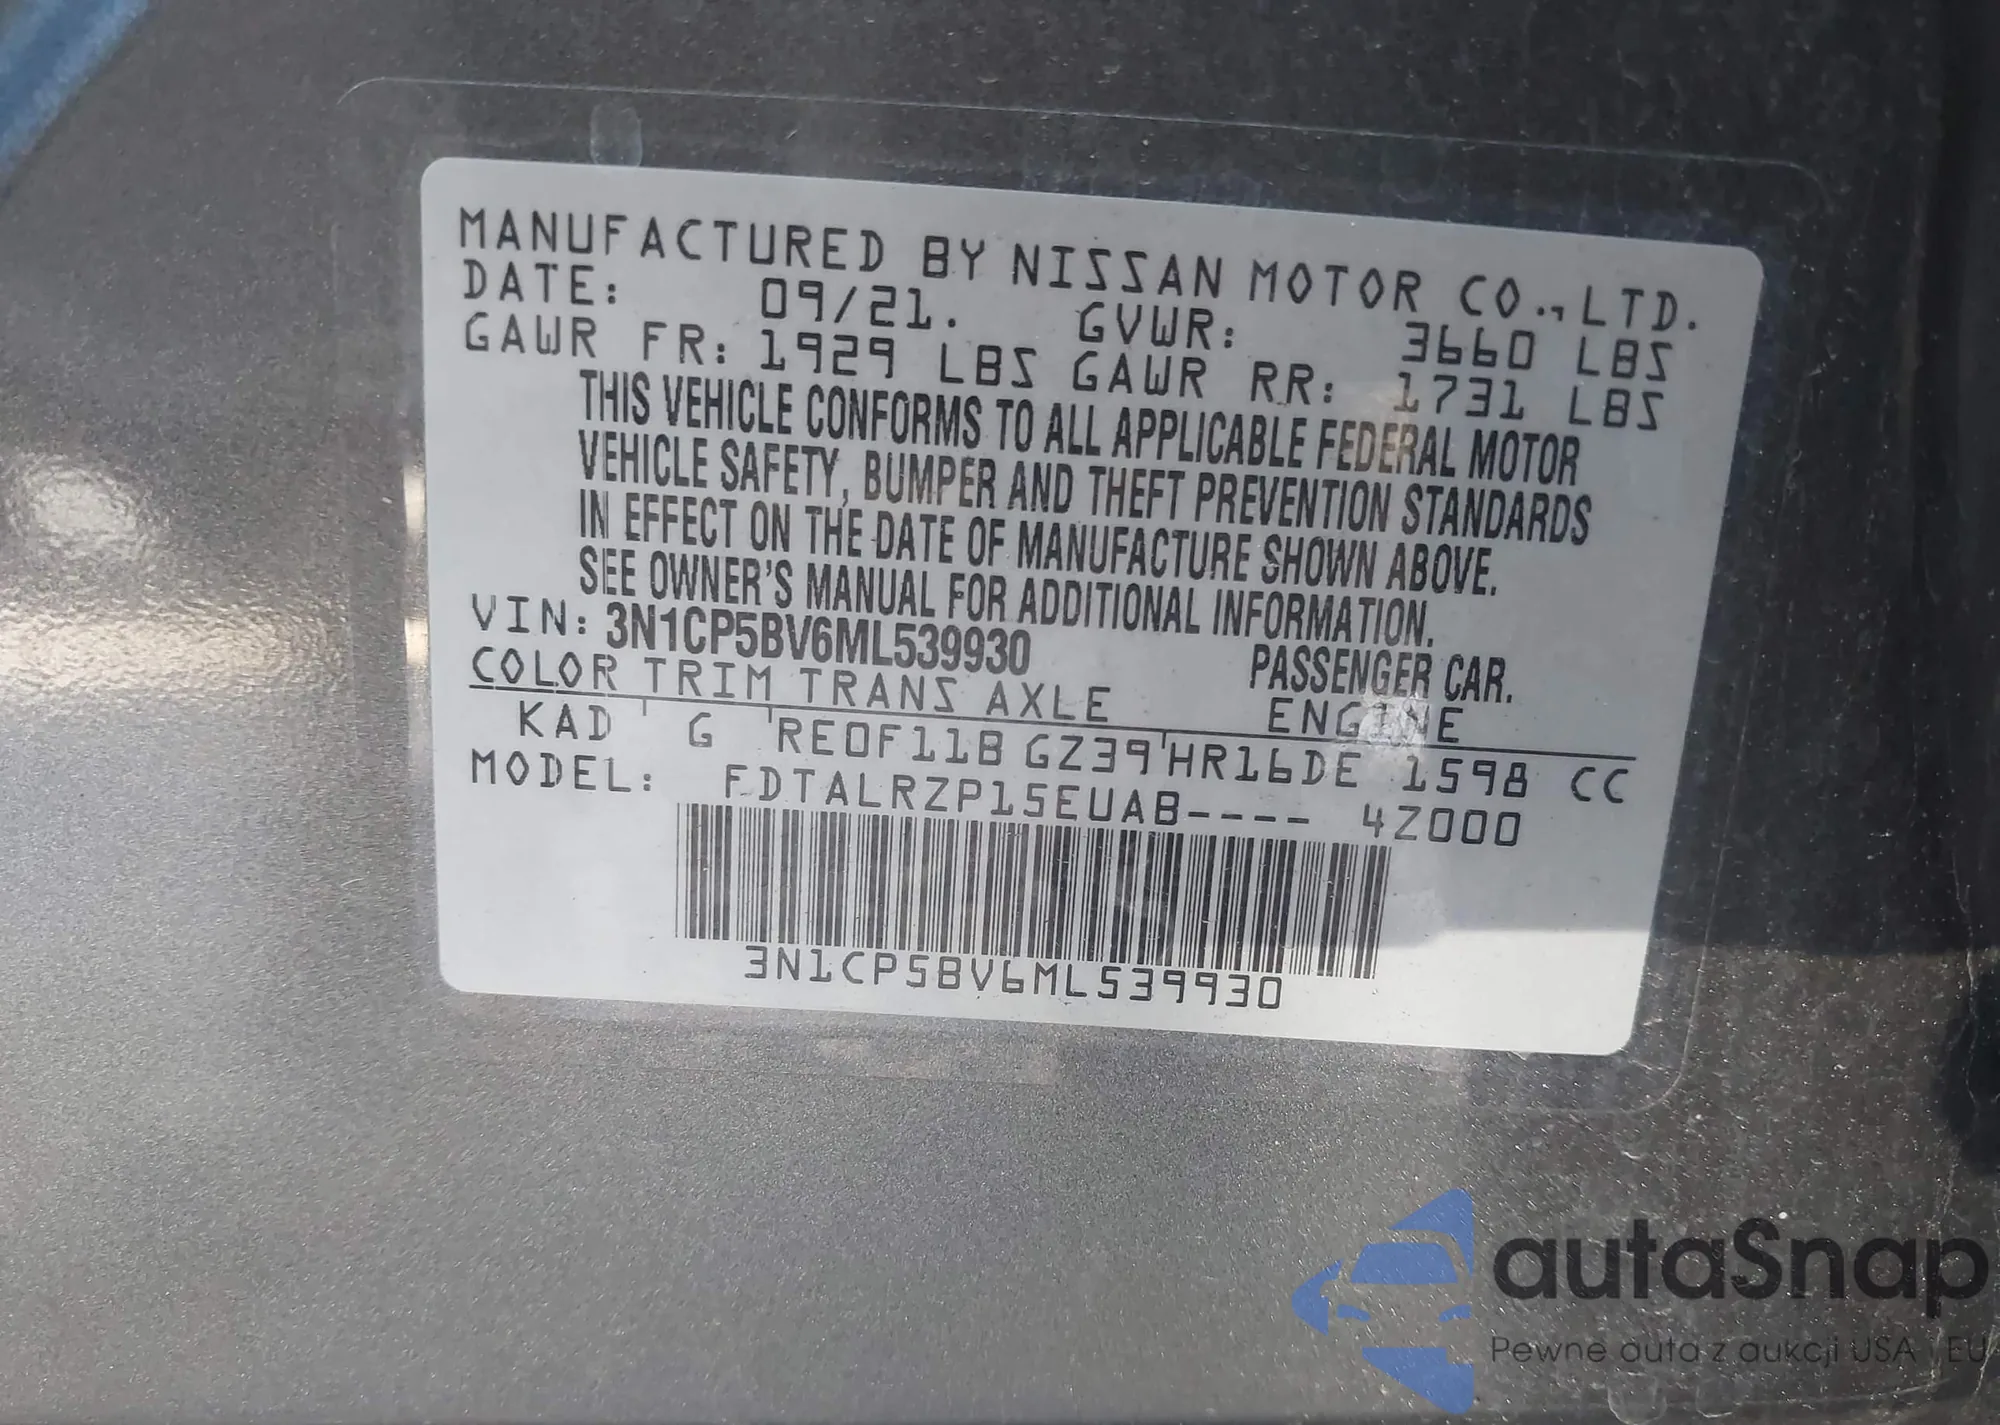 MANUFACTURED BY NISSAN MOTOR CO.,LTD.
DATE: 09/21. GVWR: 3660 LBS
GAWR FR: 1929 LBS GAWR RR: 1731 LBS
THIS VEHICLE CONFORMS TO ALL APPLICABLE FEDERAL MOTOR
VEHICLE SAFETY, BUMPER AND THEFT PREVENTION STANDARDS
IN EFFECT ON THE DATE OF MANUFACTURE SHOWN ABOVE.
SEE OWNER'S MANUAL FOR ADDITIONAL INFORMATION.
VIN: 3N1CP5BV6ML539930 PASSENGER CAR.
COLOR TRIM TRANS AXLE ENGINE
KAD G RE0F11B GZ39 HR16DE 1598 CC
MODEL: FDTALRZP15EUAB---- 4Z000
3N1CP5BV6ML539930
autaSnap
Pewne auta z aukcji USA i EU